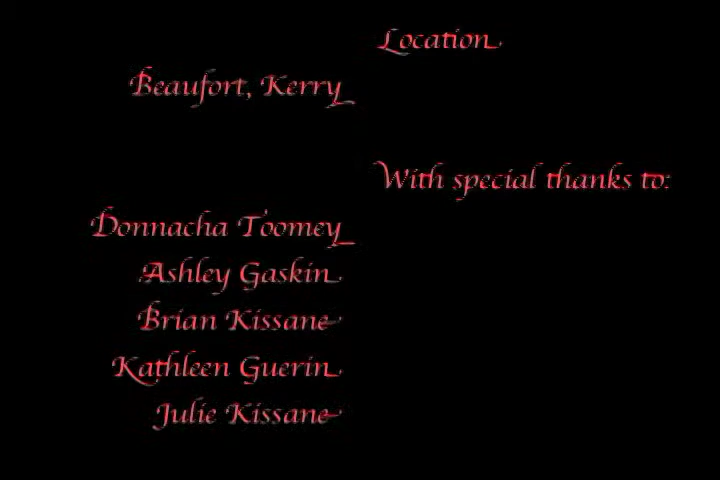 Location
Beaufort, Kerry
With special thanks to:
Donnacha Toomey
Ashley Gaskin
Brian Kissane
Kathleen Guerin
Julie Kissane